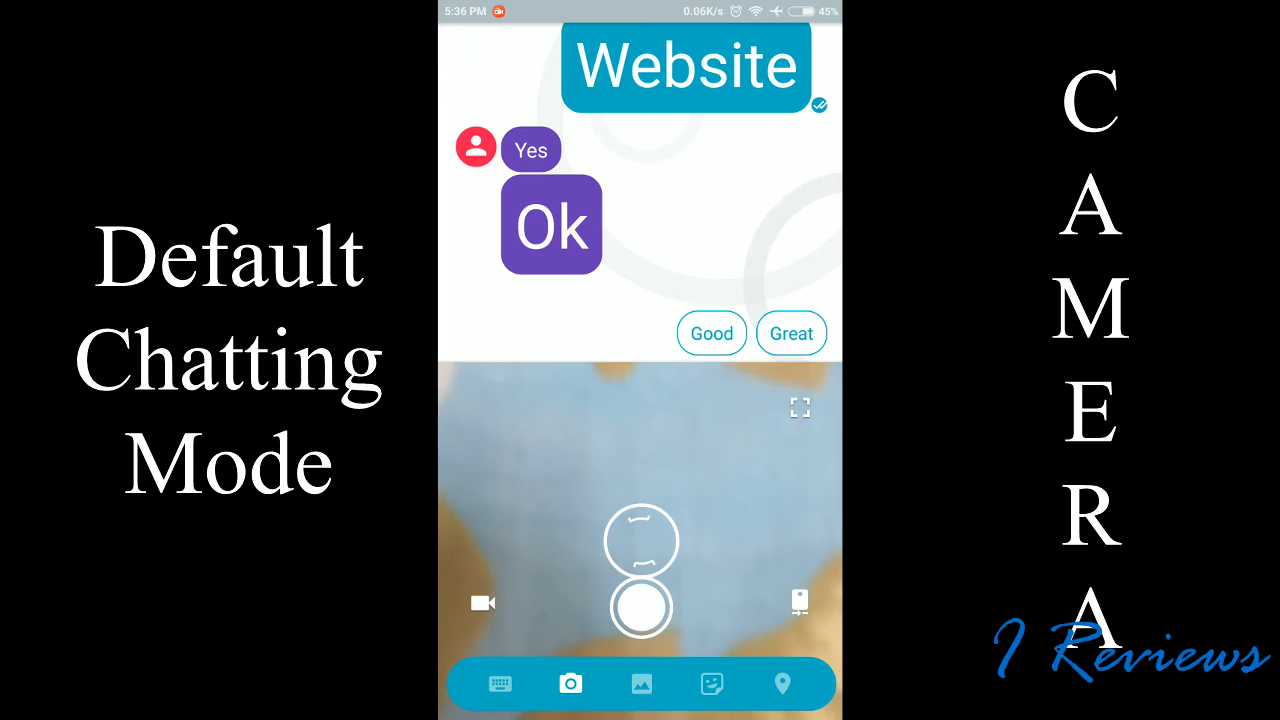 Default
Chatting
Mode
5:36 PM 0.06K/s 45%
Website
Yes
Ok
Good Great
C
A
M
E
R
A
I Reviews